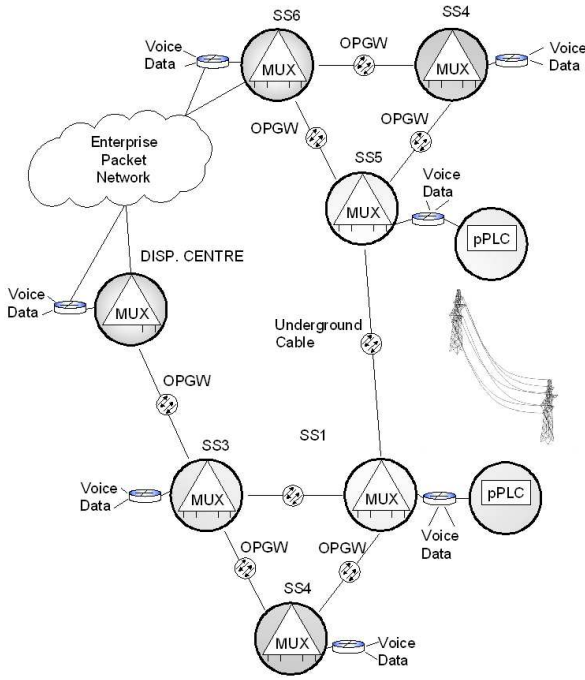 SS6
SS4
Voice
Data
MUX
OPGW
MUX
Voice
Data
OPGW
OPGW
Enterprise
Packet
Network
SS5
MUX
Voice
Data
pPLC
DISP. CENTRE
Voice
Data
MUX
Underground
Cable
OPGW
SS3
SS1
Voice
Data
MUX
MUX
pPLC
Voice
Data
OPGW
OPGW
SS4
MUX
Voice
Data